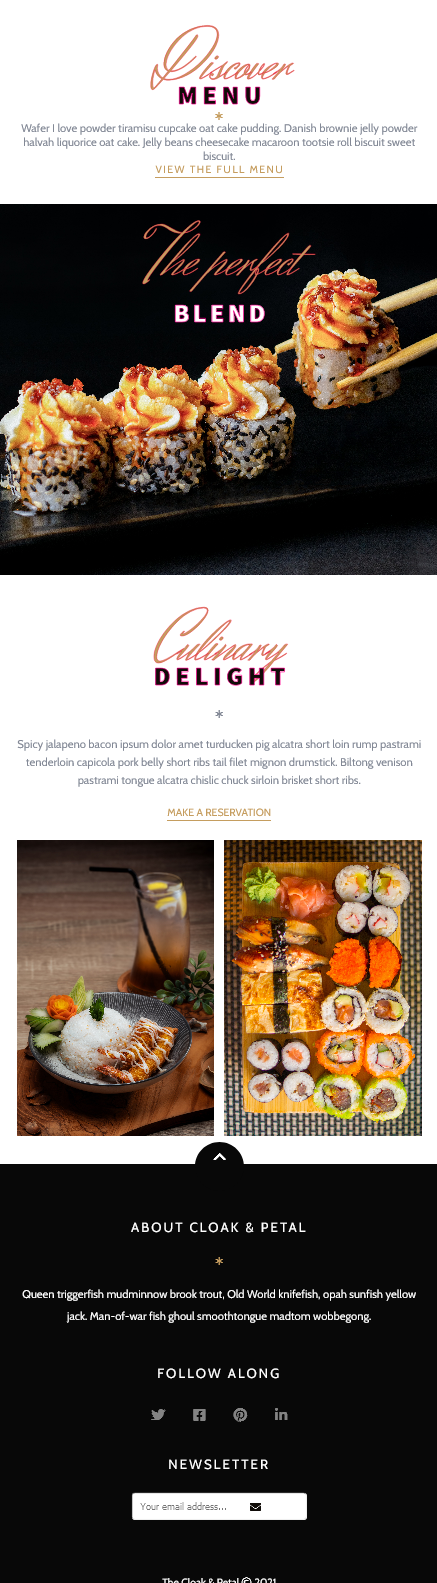 Discover
MENU
*
Wafer I love powder tiramisu cupcake oat cake pudding. Danish brownie jelly powder
halvah liquorice oat cake. Jelly beans cheesecake macaroon tootsie roll biscuit sweet
biscuit.
VIEW THE FULL MENU
The perfect
BLEND
Culinary
DELIGHT
*
Spicy jalapeno bacon ipsum dolor amet turducken pig alcatra short loin rump pastrami
tenderloin capicola pork belly short ribs tail filet mignon drumstick. Biltong venison
pastrami tongue alcatra chislic chuck sirloin brisket short ribs.
MAKE A RESERVATION
ABOUT CLOAK & PETAL
*
Queen triggerfish mudminnow brook trout, Old World knifefish, opah sunfish yellow
jack. Man-of-war fish ghoul smoothtongue madtom wobbegong.
FOLLOW ALONG
NEWSLETTER
Your email address...
The Cloak & Petal © 2021